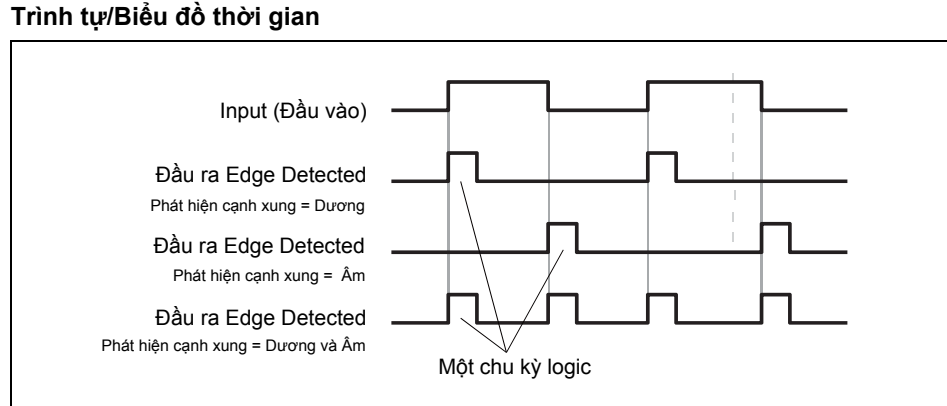 Trình tự/Biểu đồ thời gian
Input (Đầu vào)
Đầu ra Edge Detected
Phát hiện cạnh xung = Dương
Đầu ra Edge Detected
Phát hiện cạnh xung = Âm
Đầu ra Edge Detected
Phát hiện cạnh xung = Dương và Âm
Một chu kỳ logic